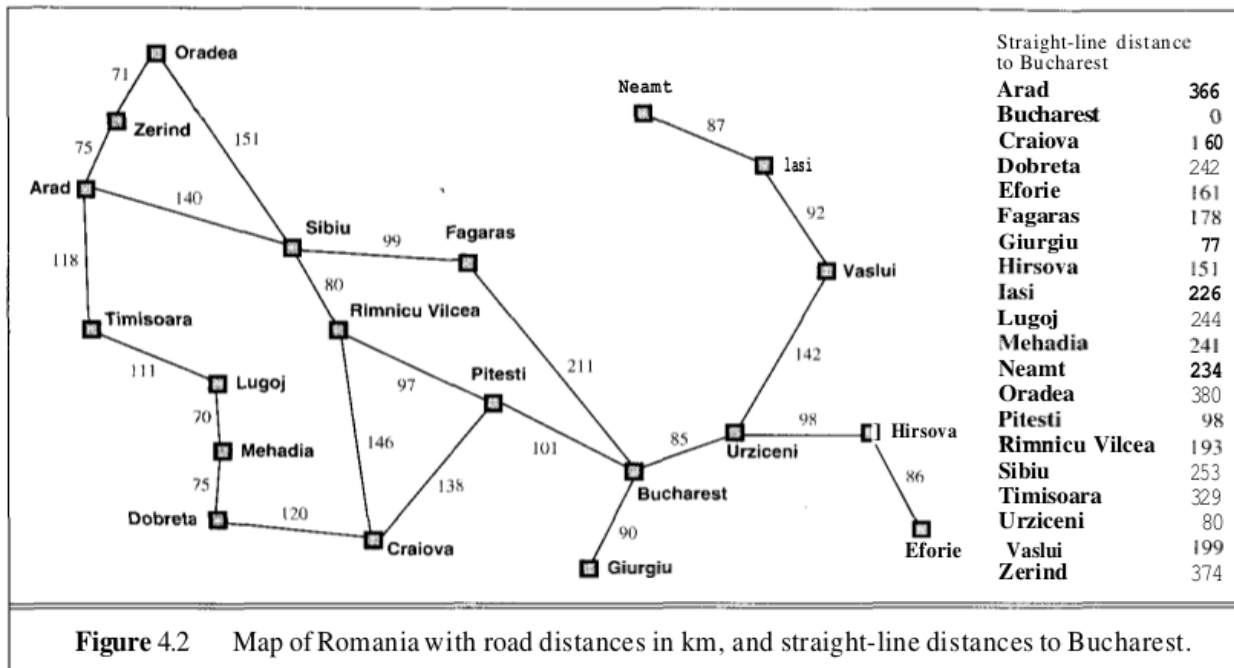 Oradea
71
Neamt
Zerind
87
151
75
Iasi
Arad
140
92
Sibiu
Fagaras
99
118
Vaslui
80
Timisoara
Rimnicu Vilcea
142
111
211
Lugoj
97
Pitesti
70
98
Hirsova
146
85
Mehadia
101
Urziceni
86
75
138
Bucharest
Dobreta
120
90
Craiova
Eforie
Giurgiu
Straight-line distance
to Bucharest
Arad 366
Bucharest 0
Craiova 160
Dobreta 242
Eforie 161
Fagaras 178
Giurgiu 77
Hirsova 151
Iasi 226
Lugoj 244
Mehadia 241
Neamt 234
Oradea 380
Pitesti 98
Rimnicu Vilcea 193
Sibiu 253
Timisoara 329
Urziceni 80
Vaslui 199
Zerind 374
Figure 4.2 Map of Romania with road distances in km, and straight-line distances to Bucharest.